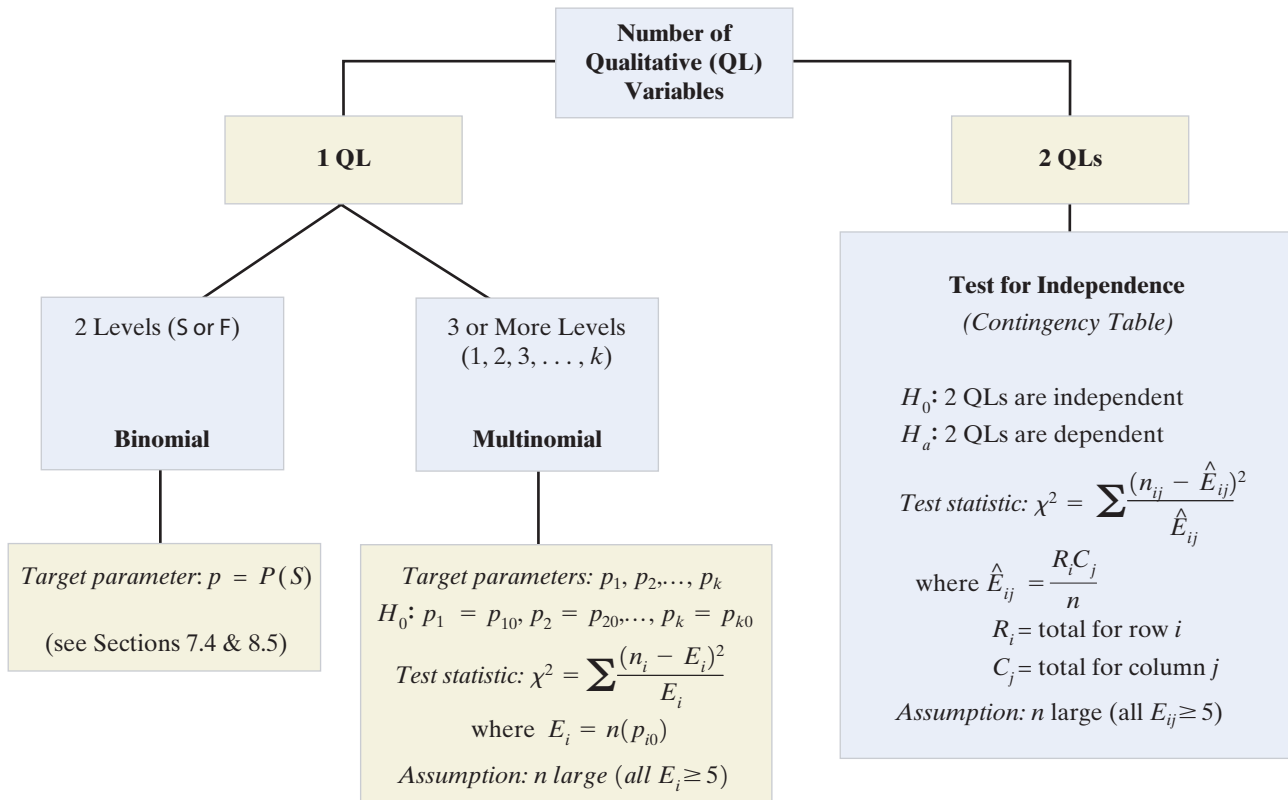 Number of
Qualitative (QL)
Variables
1 QL
2 QLs
2 Levels (S or F)
Binomial
3 or More Levels
(1, 2, 3, . . . , k)
Multinomial
Target parameter: p = P(S)
(see Sections 7.4 & 8.5)
Target parameters: p₁, p₂,..., pₖ
H₀: p₁ = p₁₀, p₂ = p₂₀,..., pₖ = pₖ₀
Test statistic: χ² = ∑ (nᵢ − Eᵢ)² / Eᵢ
where Eᵢ = n(pᵢ₀)
Assumption: n large (all Eᵢ ≥ 5)
Test for Independence
(Contingency Table)
H₀: 2 QLs are independent
Hₐ: 2 QLs are dependent
Test statistic: χ² = ∑ (nᵢⱼ − Êᵢⱼ)² / Êᵢⱼ
where Êᵢⱼ = RᵢCⱼ / n
Rᵢ = total for row i
Cⱼ = total for column j
Assumption: n large (all Eᵢⱼ ≥ 5)